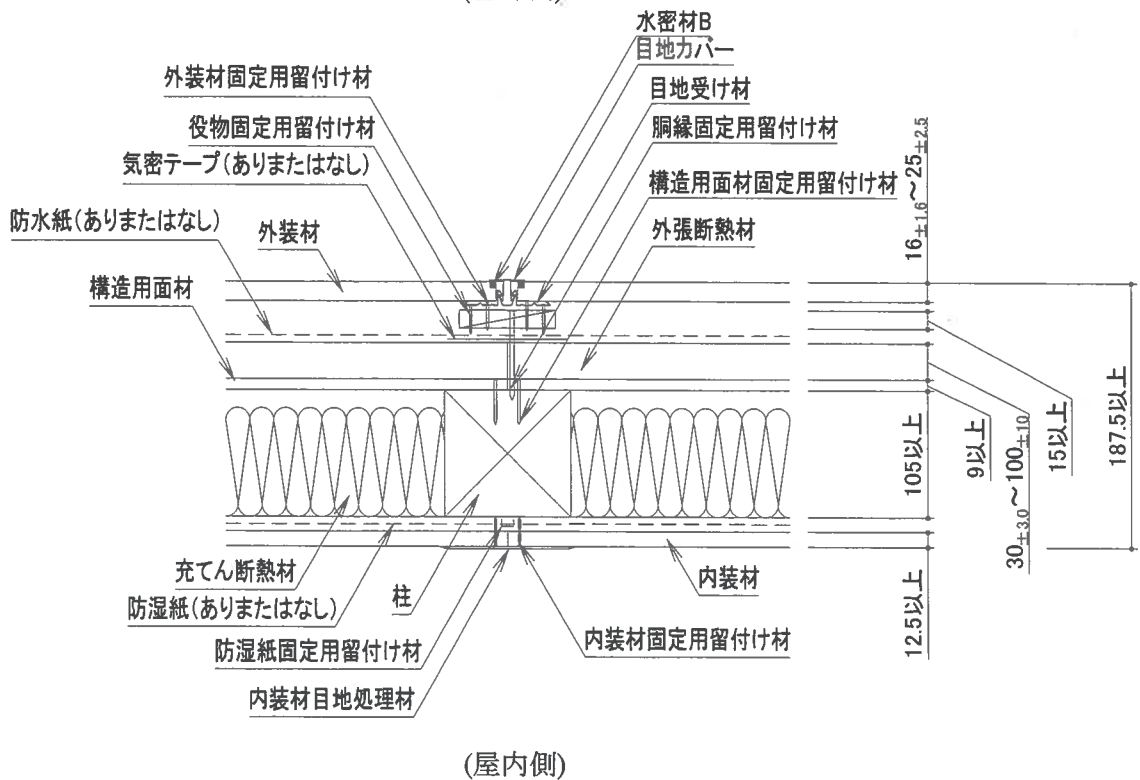 水密材B
目地カバー
外装材固定用留付け材
目地受け材
役物固定用留付け材
胴縁固定用留付け材
気密テープ(ありまたはなし)
構造用面材固定用留付け材
防水紙(ありまたはなし)
外装材
外張断熱材
構造用面材
16±1.6～25±2.5
187.5以上
15以上
30±3.0～100±10
9以上
105以上
12.5以上
充てん断熱材
防湿紙(ありまたはなし)
柱
内装材
防湿紙固定用留付け材
内装材固定用留付け材
内装材目地処理材
(屋内側)